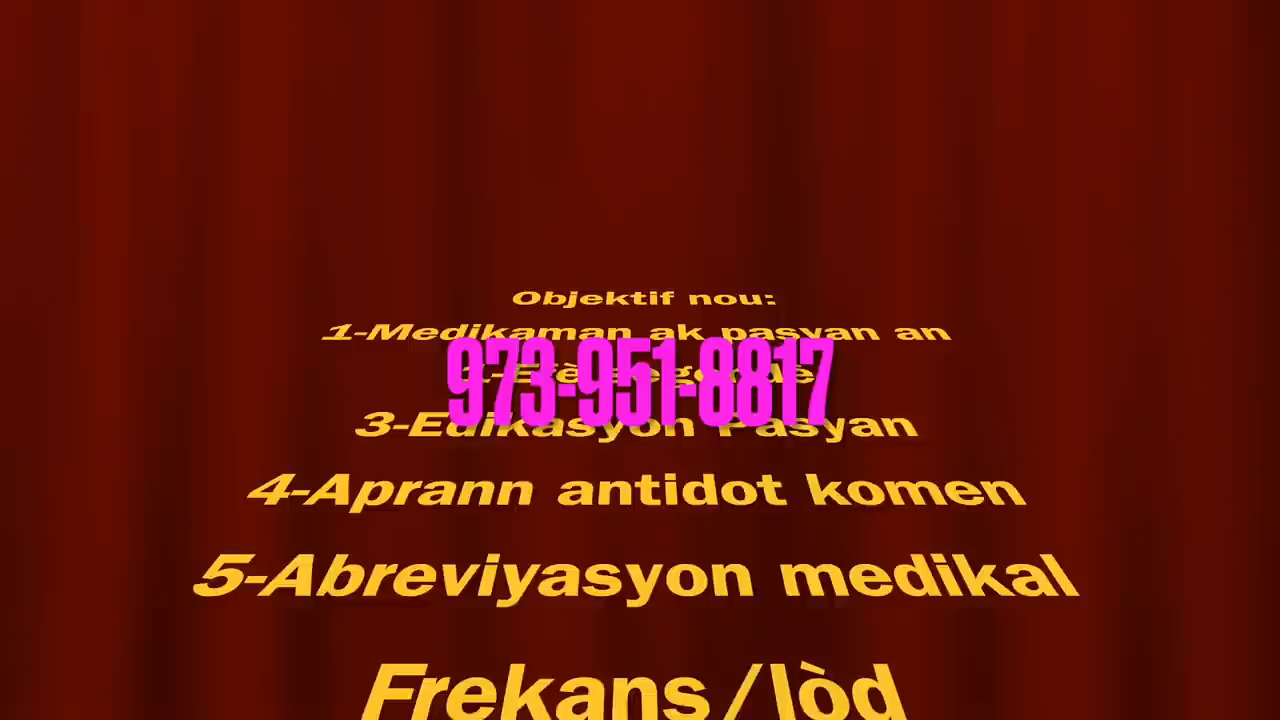 Objektif nou:
1-Medikaman ak pasyan an
973-951-8817
3-Edikasyon Pasyan
4-Aprann antidot komen
5-Abreviyasyon medikal
Frekans/lòd